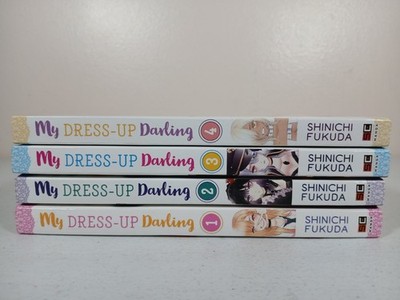 My DRESS-UP Darling 4 SHINICHI
FUKUDA
My DRESS-UP Darling 3 SHINICHI
FUKUDA
My DRESS-UP Darling 2 SHINICHI
FUKUDA
My DRESS-UP Darling 1 SHINICHI
FUKUDA